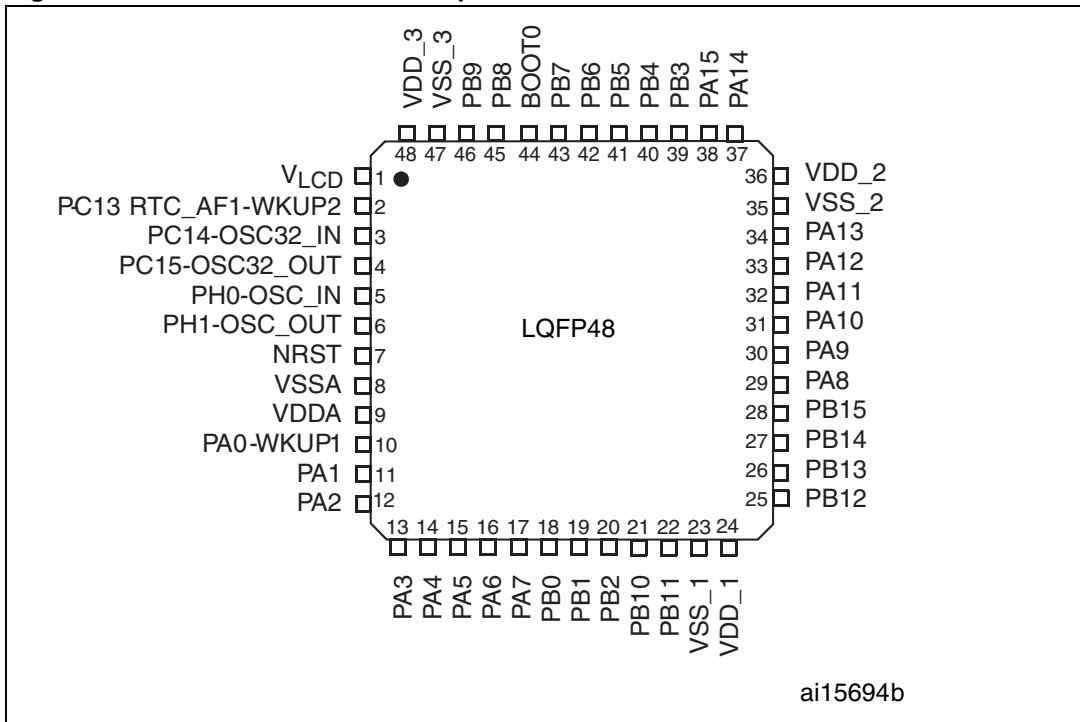 VDD_3
VSS_3
PB9
PB8
BOOT0
PB7
PB6
PB5
PB4
PB3
PA15
PA14
48 47 46 45 44 43 42 41 40 39 38 37
VLCD 1
PC13 RTC_AF1-WKUP2 2
PC14-OSC32_IN 3
PC15-OSC32_OUT 4
PH0-OSC_IN 5
PH1-OSC_OUT 6
NRST 7
VSSA 8
VDDA 9
PA0-WKUP1 10
PA1 11
PA2 12
LQFP48
36 VDD_2
35 VSS_2
34 PA13
33 PA12
32 PA11
31 PA10
30 PA9
29 PA8
28 PB15
27 PB14
26 PB13
25 PB12
13 14 15 16 17 18 19 20 21 22 23 24
PA3
PA4
PA5
PA6
PA7
PB0
PB1
PB2
PB10
PB11
VSS_1
VDD_1
ai15694b